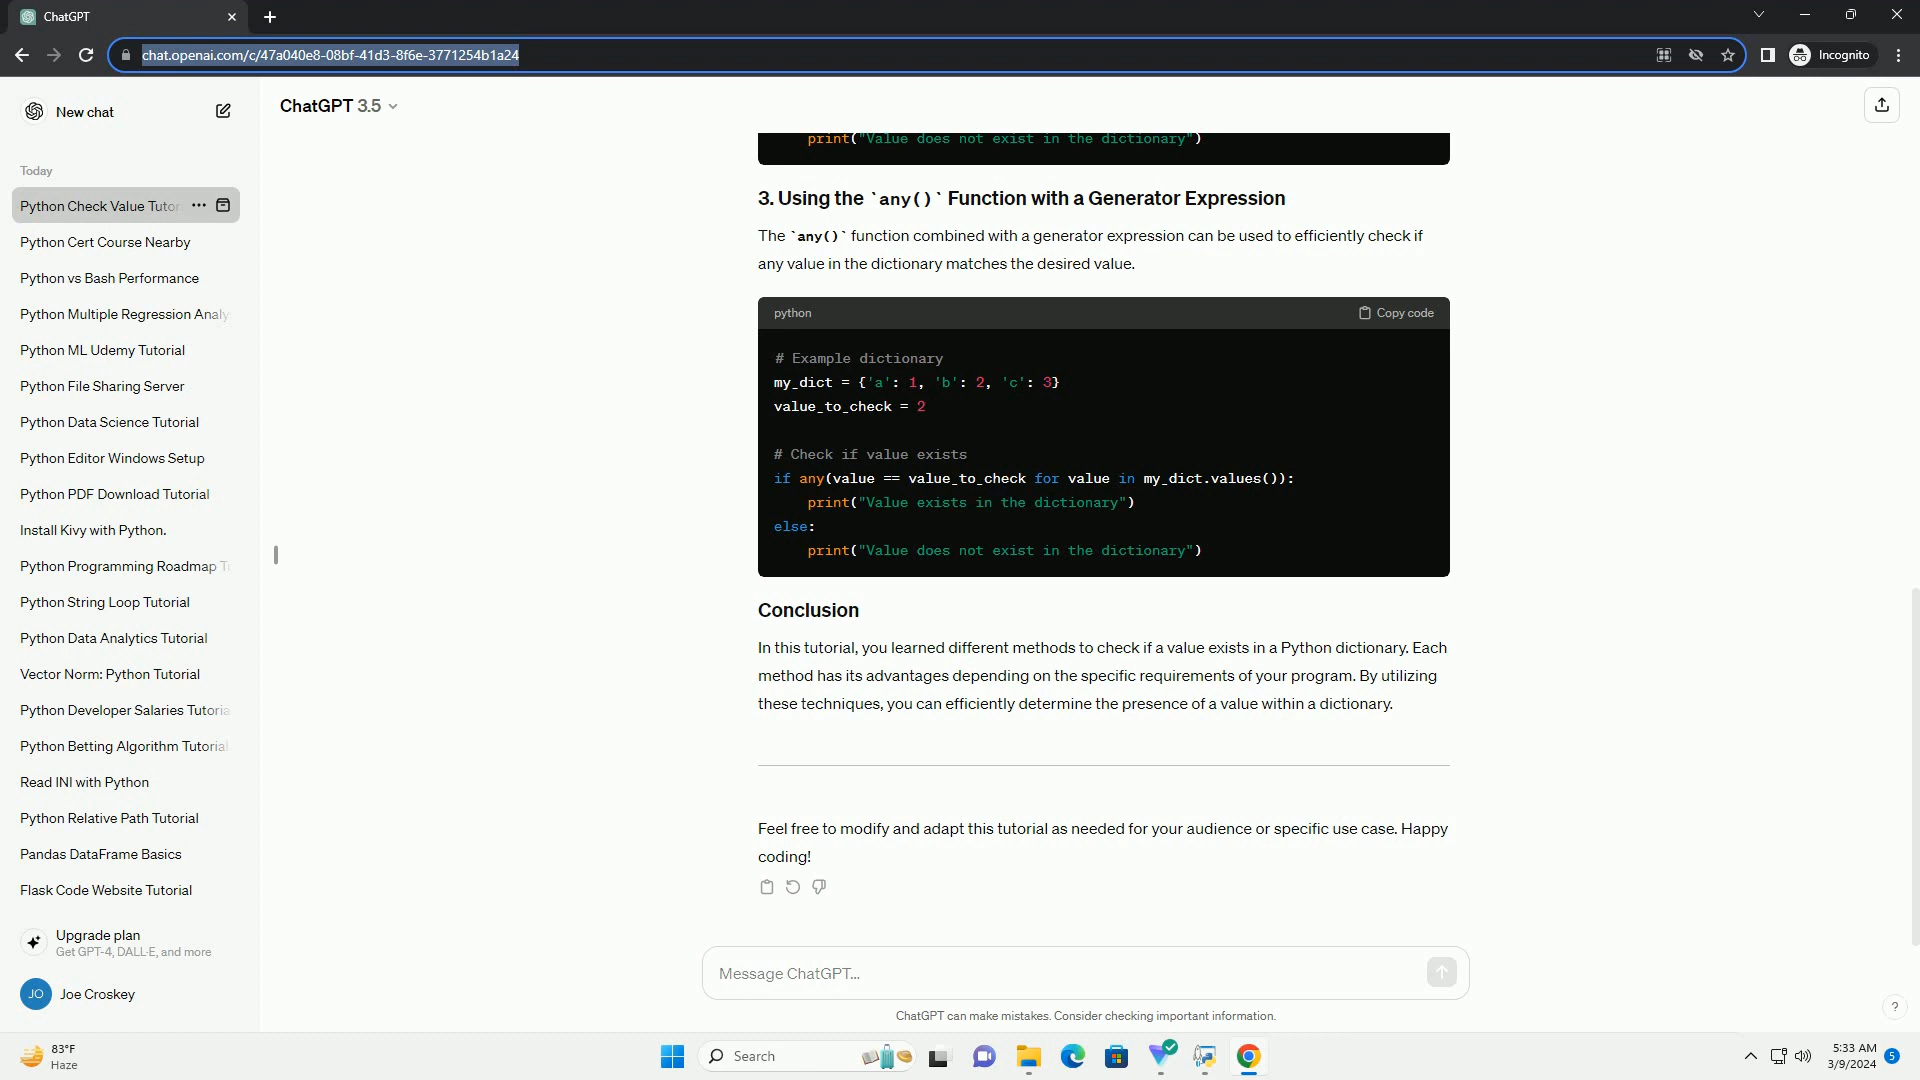 ChatGPT
chat.openai.com/c/47a040e8-08bf-41d3-8f6e-3771254b1a24
Incognito
New chat
ChatGPT 3.5
Today
Python Check Value Tutor
Python Cert Course Nearby
Python vs Bash Performance
Python Multiple Regression Analy
Python ML Udemy Tutorial
Python File Sharing Server
Python Data Science Tutorial
Python Editor Windows Setup
Python PDF Download Tutorial
Install Kivy with Python.
Python Programming Roadmap T
Python String Loop Tutorial
Python Data Analytics Tutorial
Vector Norm: Python Tutorial
Python Developer Salaries Tutoria
Python Betting Algorithm Tutorial
Read INI with Python
Python Relative Path Tutorial
Pandas DataFrame Basics
Flask Code Website Tutorial
Upgrade plan
Get GPT-4, DALL·E, and more
JO Joe Croskey
print("Value does not exist in the dictionary")
3. Using the `any()` Function with a Generator Expression
The `any()` function combined with a generator expression can be used to efficiently check if
any value in the dictionary matches the desired value.
python
Copy code
# Example dictionary
my_dict = {'a': 1, 'b': 2, 'c': 3}
value_to_check = 2
# Check if value exists
if any(value == value_to_check for value in my_dict.values()):
print("Value exists in the dictionary")
else:
print("Value does not exist in the dictionary")
Conclusion
In this tutorial, you learned different methods to check if a value exists in a Python dictionary. Each
method has its advantages depending on the specific requirements of your program. By utilizing
these techniques, you can efficiently determine the presence of a value within a dictionary.
Feel free to modify and adapt this tutorial as needed for your audience or specific use case. Happy
coding!
Message ChatGPT...
ChatGPT can make mistakes. Consider checking important information.
?
83°F
Haze
Search
5:33 AM
3/9/2024
5